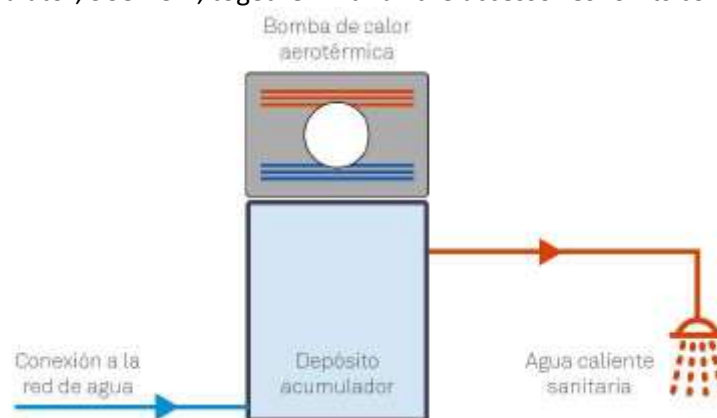 Bomba de calor
aerotérmica
Conexión a la
red de agua
Depósito
acumulador
Agua caliente
sanitaria